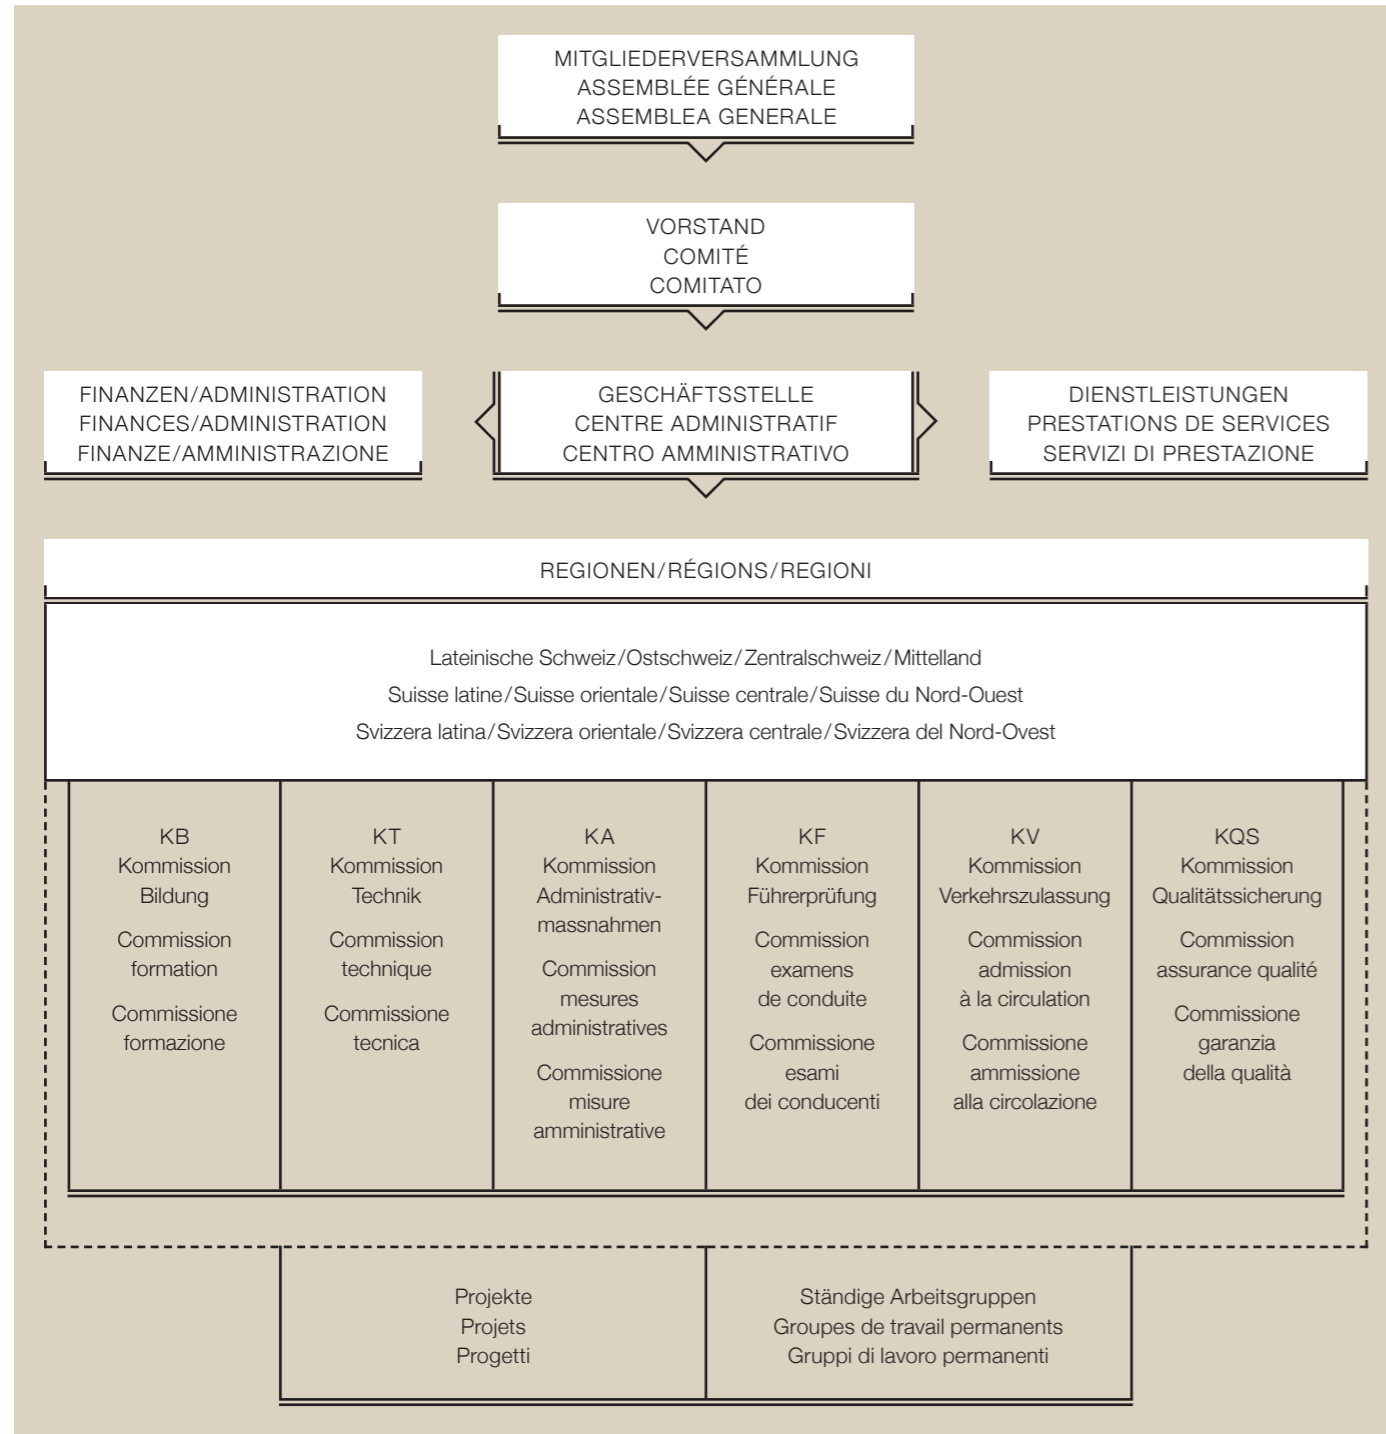 MITGLIEDERVERSAMMLUNG
ASSEMBLÉE GÉNÉRALE
ASSEMBLEA GENERALE
VORSTAND
COMITÉ
COMITATO
FINANZEN/ADMINISTRATION
FINANCES/ADMINISTRATION
FINANZE/AMMINISTRAZIONE
GESCHÄFTSSTELLE
CENTRE ADMINISTRATIF
CENTRO AMMINISTRATIVO
DIENSTLEISTUNGEN
PRESTATIONS DE SERVICES
SERVIZI DI PRESTAZIONE
REGIONEN/RÉGIONS/REGIONI
Lateinische Schweiz/Ostschweiz/Zentralschweiz/Mittelland
Suisse latine/Suisse orientale/Suisse centrale/Suisse du Nord-Ouest
Svizzera latina/Svizzera orientale/Svizzera centrale/Svizzera del Nord-Ovest
KB
Kommission
Bildung
Commission
formation
Commissione
formazione
KT
Kommission
Technik
Commission
technique
Commissione
tecnica
KA
Kommission
Administrativ-
massnahmen
Commission
mesures
administratives
Commissione
misure
amministrative
KF
Kommission
Führerprüfung
Commission
examens
de conduite
Commissione
esami
dei conducenti
KV
Kommission
Verkehrszulassung
Commission
admission
à la circulation
Commissione
ammissione
alla circolazione
KQS
Kommission
Qualitätssicherung
Commission
assurance qualité
Commissione
garanzia
della qualità
Projekte
Projets
Progetti
Ständige Arbeitsgruppen
Groupes de travail permanents
Gruppi di lavoro permanenti